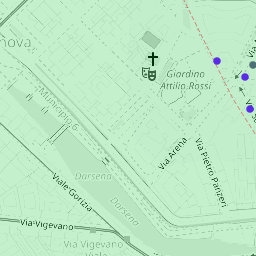 nova
Giardino
Attilio Rossi
Municipio 6
Via Arena
Via Pietro Panzeri
Darsena
Viale Gorizia
Darsena
Via Vigevano
Via Vigevano
Viale